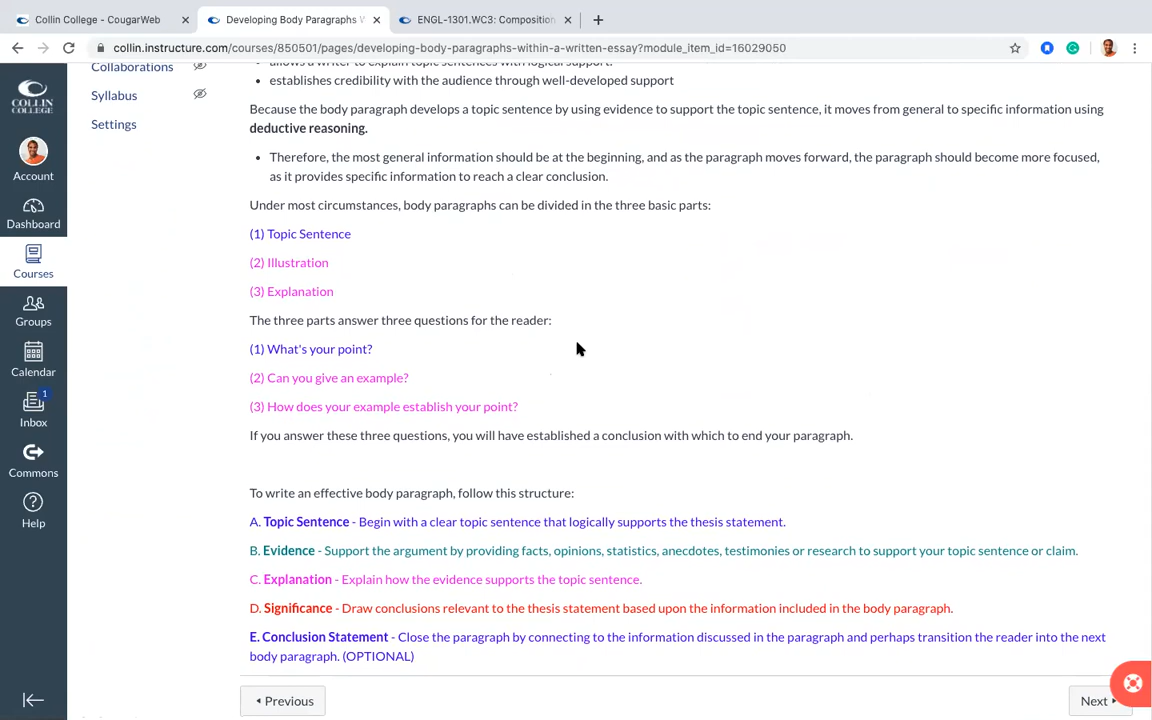 Collin College - CougarWeb
Developing Body Paragraphs W
ENGL-1301.WC3: Composition
collin.instructure.com/courses/850501/pages/developing-body-paragraphs-within-a-written-essay?module_item_id=16029050
COLLIN
COLLEGE
Account
Dashboard
Courses
Groups
Calendar
1
Inbox
Commons
Help
Collaborations
Syllabus
Settings
allows a writer to explain topic sentences with logical support.
• establishes credibility with the audience through well-developed support
Because the body paragraph develops a topic sentence by using evidence to support the topic sentence, it moves from general to specific information using
deductive reasoning.
• Therefore, the most general information should be at the beginning, and as the paragraph moves forward, the paragraph should become more focused,
as it provides specific information to reach a clear conclusion.
Under most circumstances, body paragraphs can be divided in the three basic parts:
(1) Topic Sentence
(2) Illustration
(3) Explanation
The three parts answer three questions for the reader:
(1) What's your point?
(2) Can you give an example?
(3) How does your example establish your point?
If you answer these three questions, you will have established a conclusion with which to end your paragraph.
To write an effective body paragraph, follow this structure:
A. Topic Sentence - Begin with a clear topic sentence that logically supports the thesis statement.
B. Evidence - Support the argument by providing facts, opinions, statistics, anecdotes, testimonies or research to support your topic sentence or claim.
C. Explanation - Explain how the evidence supports the topic sentence.
D. Significance - Draw conclusions relevant to the thesis statement based upon the information included in the body paragraph.
E. Conclusion Statement - Close the paragraph by connecting to the information discussed in the paragraph and perhaps transition the reader into the next
body paragraph. (OPTIONAL)
Previous
Next